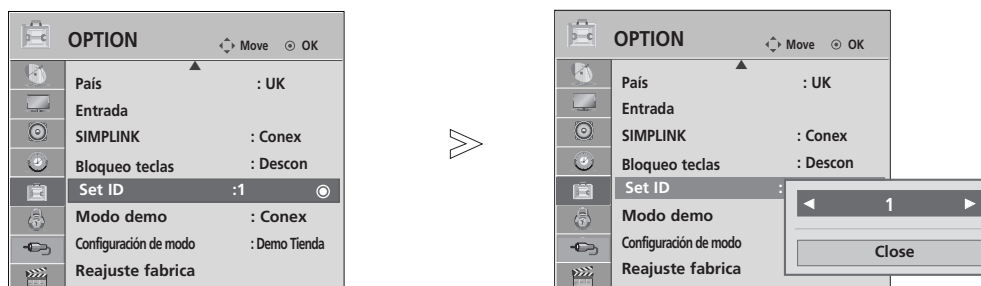 OPTION Move OK
País : UK
Entrada
SIMPLINK : Conex
Bloqueo teclas : Descon
Set ID :1
Modo demo : Conex
Configuración de modo : Demo Tienda
Reajuste fabrica
OPTION Move OK
País : UK
Entrada
SIMPLINK : Conex
Bloqueo teclas : Descon
Set ID :
1
Modo demo
Configuración de modo
Close
Reajuste fabrica